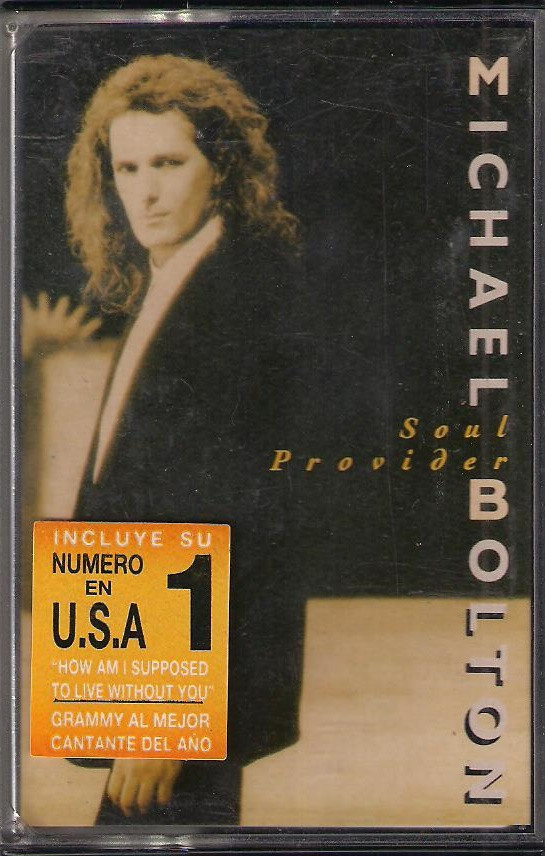 MICHAEL BOLTON
Soul
Provider
INCLUYE SU
NUMERO 1
EN
U.S.A
"HOW AM I SUPPOSED
TO LIVE WITHOUT YOU"
GRAMMY AL MEJOR
CANTANTE DEL AÑO